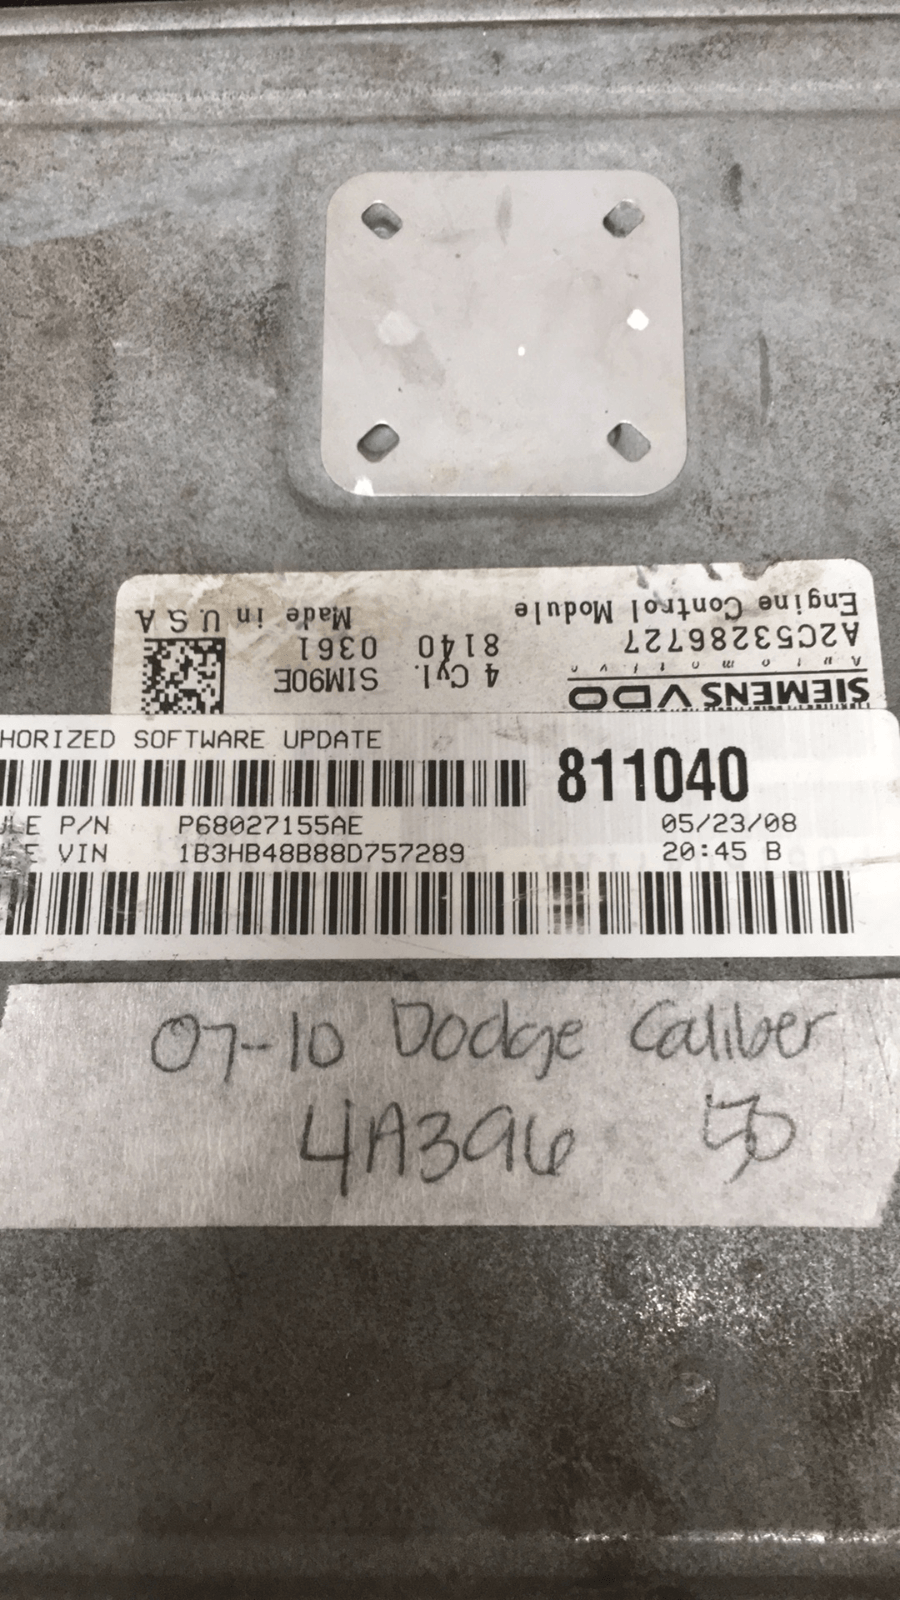 Engine Control Module Made in U.S.A
A2C53286727 8140 0361
Automotive
SIEMENS VDO 4 Cyl. SIM90E
HORIZED SOFTWARE UPDATE
811040
LE P/N P68027155AE 05/23/08
E VIN 1B3HB48B88D757289 20:45 B
07-10 Dodge Caliber
4A396 50